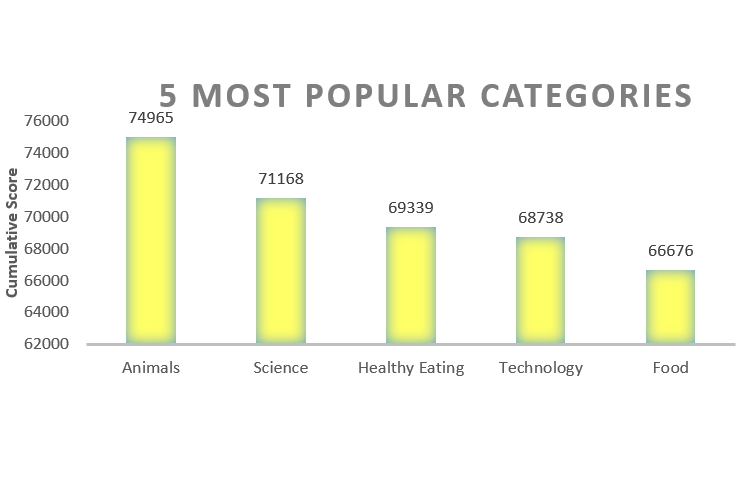 5 MOST POPULAR CATEGORIES
Cumulative Score
76000
74000
72000
70000
68000
66000
64000
62000
74965
71168
69339
68738
66676
Animals
Science
Healthy Eating
Technology
Food